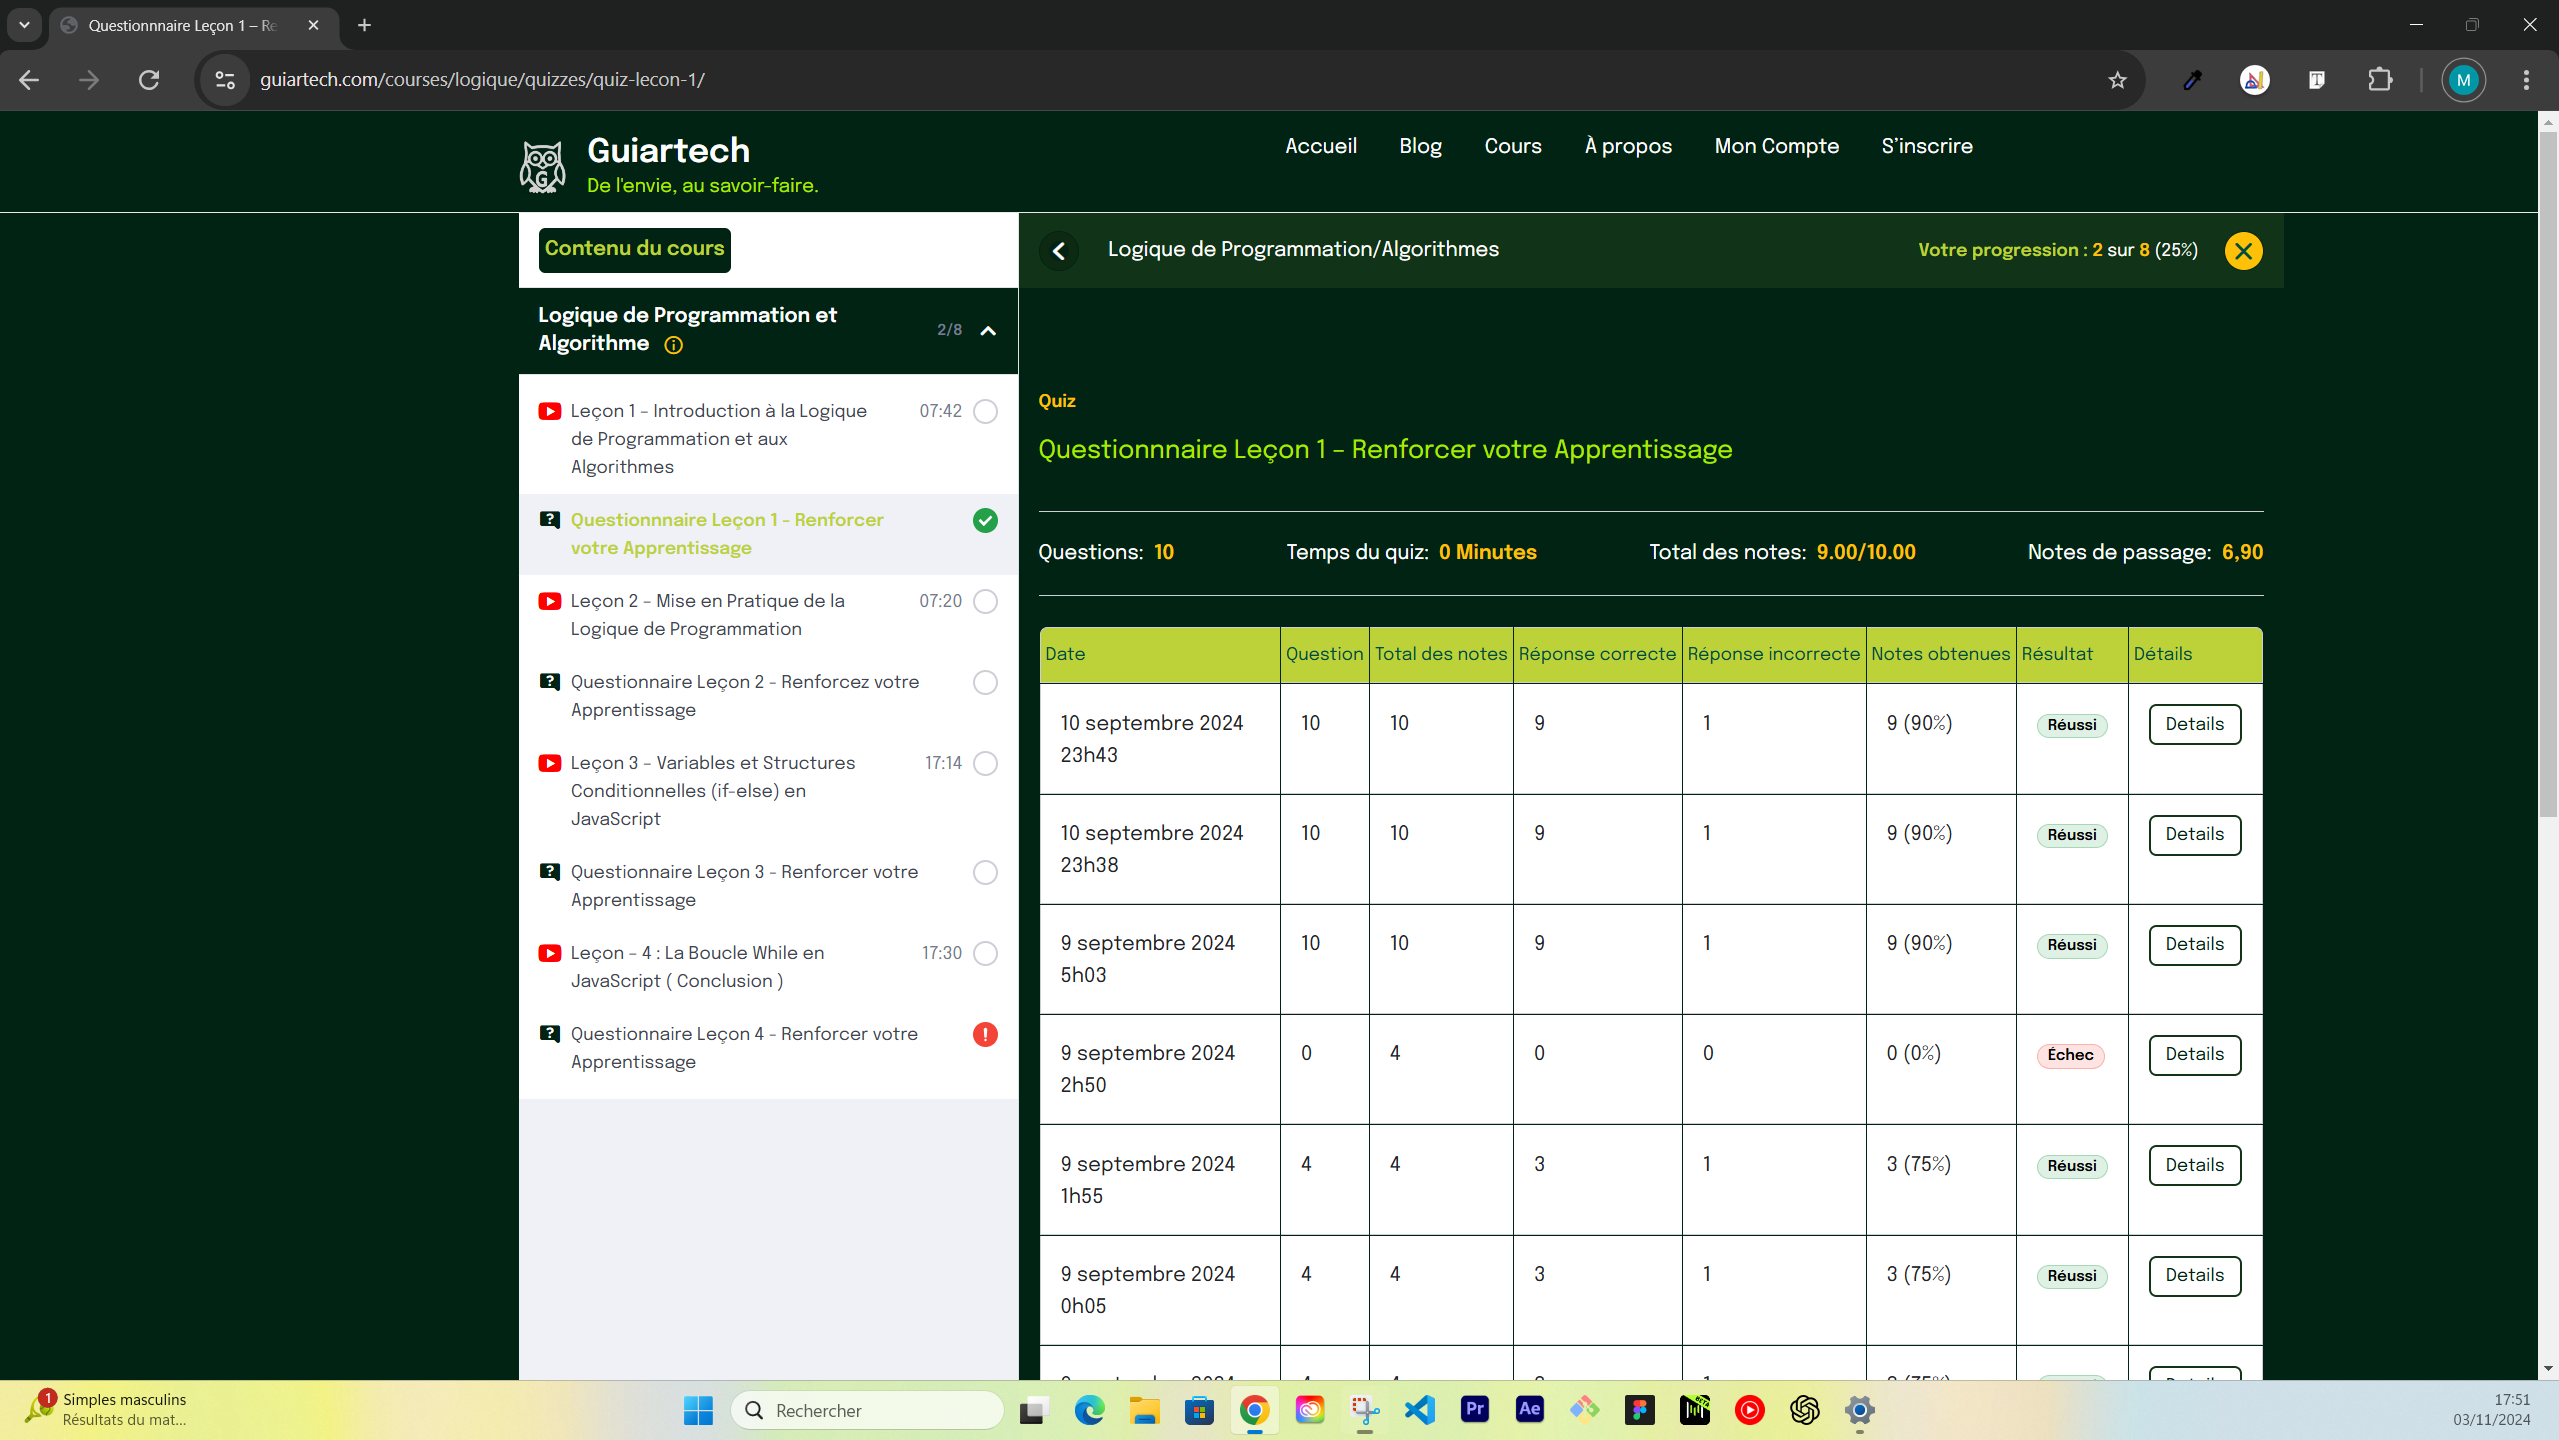 Questionnnaire Leçon 1 – Re
guiartech.com/courses/logique/quizzes/quiz-lecon-1/
M
Guiartech
De l'envie, au savoir-faire.
Accueil
Blog
Cours
À propos
Mon Compte
S’inscrire
Contenu du cours
Logique de Programmation/Algorithmes
Votre progression : 2 sur 8 (25%)
Logique de Programmation et
Algorithme
2/8
Leçon 1 – Introduction à la Logique
de Programmation et aux
Algorithmes
07:42
Questionnnaire Leçon 1 - Renforcer
votre Apprentissage
Leçon 2 – Mise en Pratique de la
Logique de Programmation
07:20
Questionnaire Leçon 2 - Renforcez votre
Apprentissage
Leçon 3 – Variables et Structures
Conditionnelles (if-else) en
JavaScript
17:14
Questionnaire Leçon 3 - Renforcer votre
Apprentissage
Leçon – 4 : La Boucle While en
JavaScript ( Conclusion )
17:30
Questionnaire Leçon 4 - Renforcer votre
Apprentissage
Quiz
Questionnnaire Leçon 1 – Renforcer votre Apprentissage
Questions: 10
Temps du quiz: 0 Minutes
Total des notes: 9.00/10.00
Notes de passage: 6,90
Date Question Total des notes Réponse correcte Réponse incorrecte Notes obtenues Résultat Détails
10 septembre 2024 10 10 9 1 9 (90%) Réussi Details
23h43
10 septembre 2024 10 10 9 1 9 (90%) Réussi Details
23h38
9 septembre 2024 10 10 9 1 9 (90%) Réussi Details
5h03
9 septembre 2024 0 4 0 0 0 (0%) Échec Details
2h50
9 septembre 2024 4 4 3 1 3 (75%) Réussi Details
1h55
9 septembre 2024 4 4 3 1 3 (75%) Réussi Details
0h05
1
Simples masculins
Résultats du mat...
Rechercher
Pr
Ae
17:51
03/11/2024